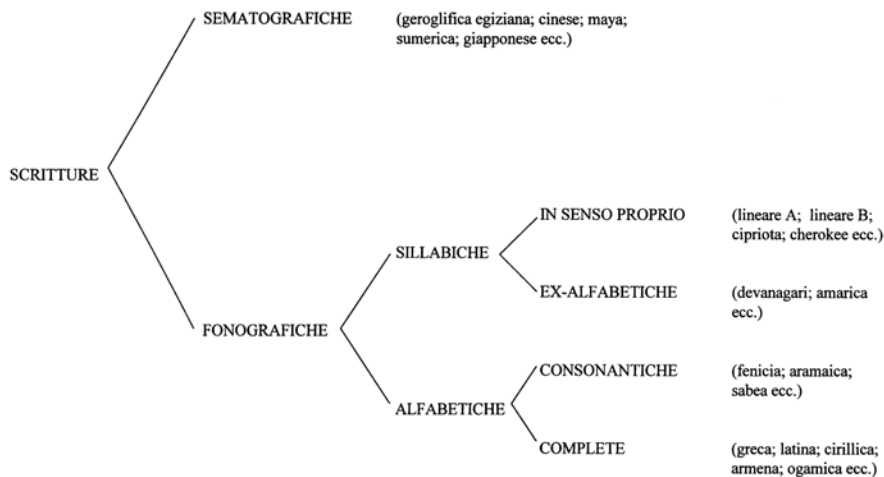 SEMATOGRAFICHE (geroglifica egiziana; cinese; maya;
sumerica; giapponese ecc.)
SCRITTURE
IN SENSO PROPRIO (lineare A; lineare B;
cipriota; cherokee ecc.)
SILLABICHE
EX-ALFABETICHE (devanagari; amarica
ecc.)
FONOGRAFICHE
CONSONANTICHE (fenicia; aramaica;
sabea ecc.)
ALFABETICHE
COMPLETE (greca; latina; cirillica;
armena; ogamica ecc.)